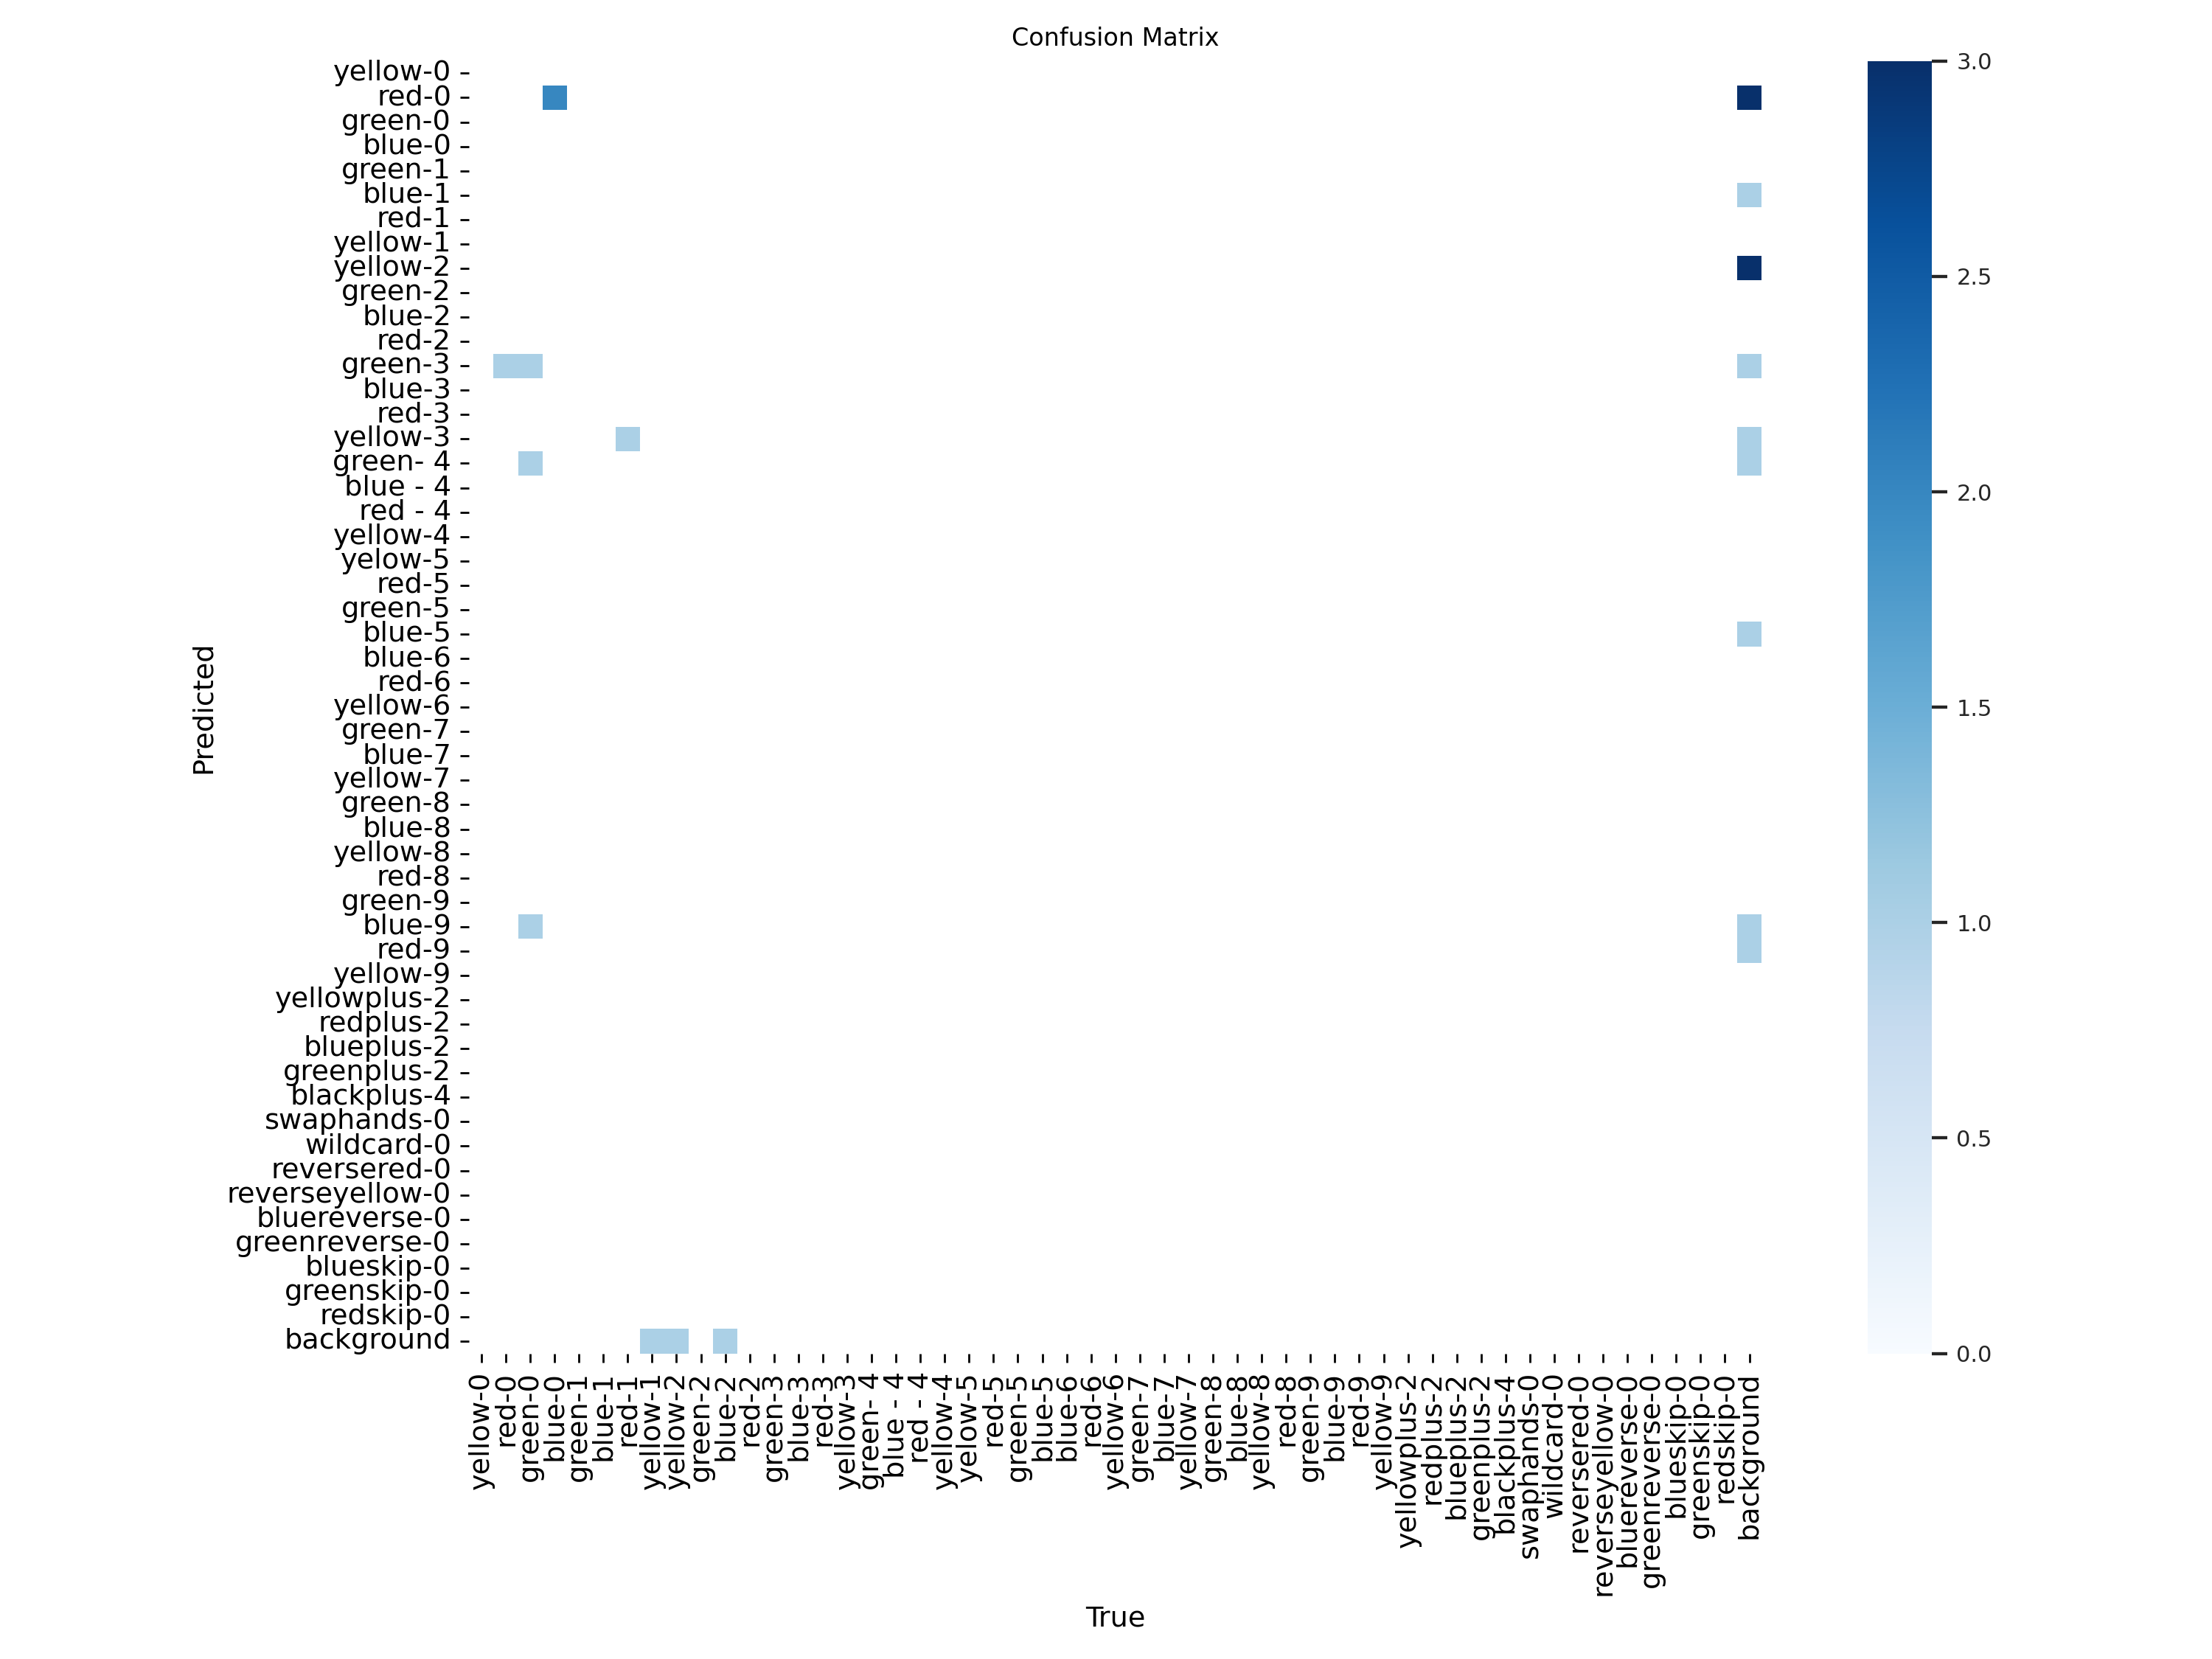 Confusion Matrix
yellow-0
red-0
green-0
blue-0
green-1
blue-1
red-1
yellow-1
yellow-2
green-2
blue-2
red-2
green-3
blue-3
red-3
yellow-3
green- 4
blue - 4
red - 4
yellow-4
yelow-5
red-5
green-5
blue-5
blue-6
red-6
yellow-6
green-7
blue-7
yellow-7
green-8
blue-8
yellow-8
red-8
green-9
blue-9
red-9
yellow-9
yellowplus-2
redplus-2
blueplus-2
greenplus-2
blackplus-4
swaphands-0
wildcard-0
reversered-0
reverseyellow-0
bluereverse-0
greenreverse-0
blueskip-0
greenskip-0
redskip-0
background
Predicted
yellow-0
red-0
green-0
blue-0
green-1
blue-1
red-1
yellow-1
yellow-2
green-2
blue-2
red-2
green-3
blue-3
red-3
yellow-3
green- 4
blue - 4
red - 4
yellow-4
yelow-5
red-5
green-5
blue-5
blue-6
red-6
yellow-6
green-7
blue-7
yellow-7
green-8
blue-8
yellow-8
red-8
green-9
blue-9
red-9
yellow-9
yellowplus-2
redplus-2
blueplus-2
greenplus-2
blackplus-4
swaphands-0
wildcard-0
reversered-0
reverseyellow-0
bluereverse-0
greenreverse-0
blueskip-0
greenskip-0
redskip-0
background
True
3.0
2.5
2.0
1.5
1.0
0.5
0.0